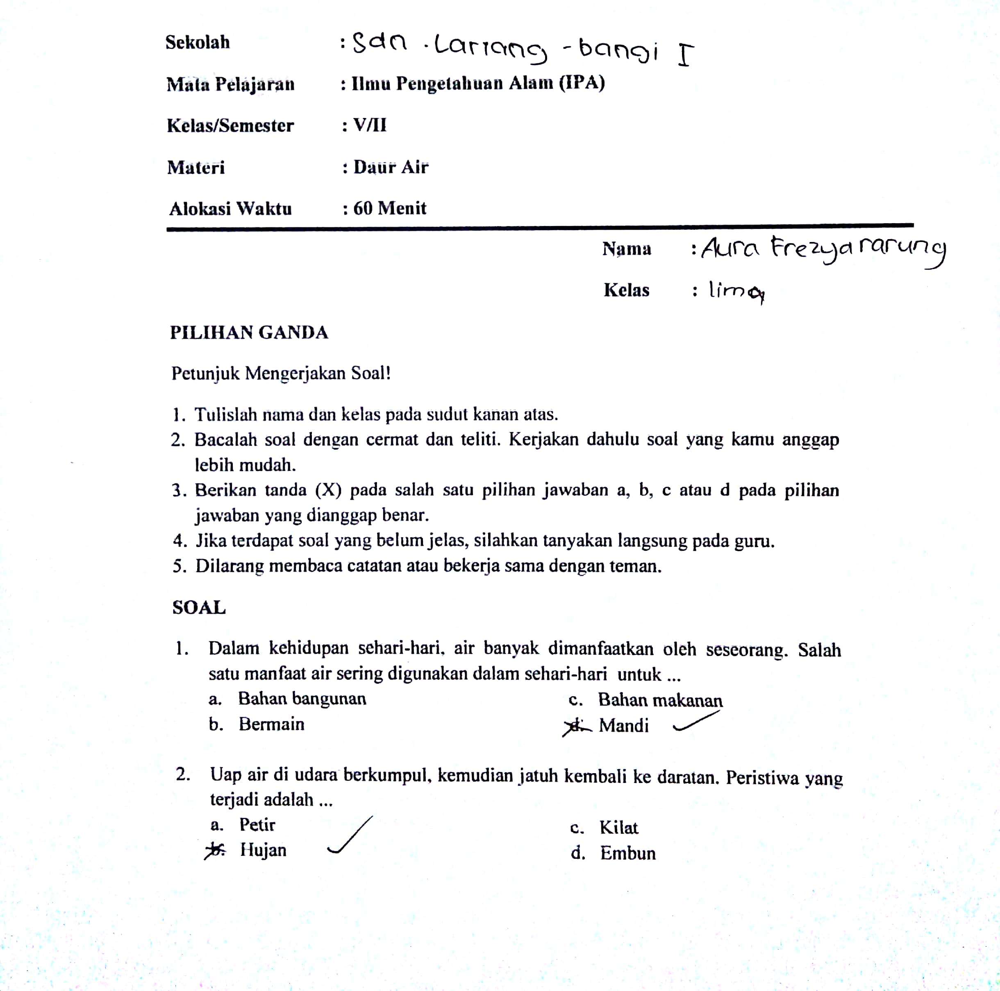 Sekolah : Sdn . Larrang - bangi I
Mata Pelajaran : Ilmu Pengetahuan Alam (IPA)
Kelas/Semester : V/II
Materi : Daur Air
Alokasi Waktu : 60 Menit
Nama : Aura Frezya rarung
Kelas : lima
PILIHAN GANDA
Petunjuk Mengerjakan Soal!
1. Tulislah nama dan kelas pada sudut kanan atas.
2. Bacalah soal dengan cermat dan teliti. Kerjakan dahulu soal yang kamu anggap
lebih mudah.
3. Berikan tanda (X) pada salah satu pilihan jawaban a, b, c atau d pada pilihan
jawaban yang dianggap benar.
4. Jika terdapat soal yang belum jelas, silahkan tanyakan langsung pada guru.
5. Dilarang membaca catatan atau bekerja sama dengan teman.
SOAL
1. Dalam kehidupan sehari-hari, air banyak dimanfaatkan oleh seseorang. Salah
satu manfaat air sering digunakan dalam sehari-hari untuk ...
a. Bahan bangunan c. Bahan makanan
b. Bermain d. Mandi
2. Uap air di udara berkumpul, kemudian jatuh kembali ke daratan. Peristiwa yang
terjadi adalah ...
a. Petir c. Kilat
b. Hujan d. Embun